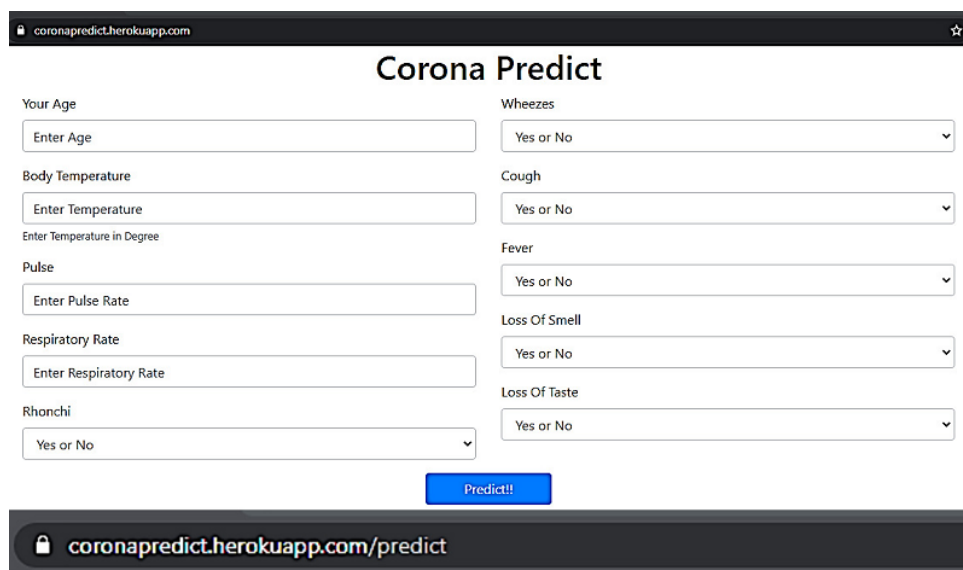 coronapredict.herokuapp.com
Corona Predict
Your Age
Enter Age
Body Temperature
Enter Temperature
Enter Temperature in Degree
Pulse
Enter Pulse Rate
Respiratory Rate
Enter Respiratory Rate
Rhonchi
Yes or No
Wheezes
Yes or No
Cough
Yes or No
Fever
Yes or No
Loss Of Smell
Yes or No
Loss Of Taste
Yes or No
Predict!!
coronapredict.herokuapp.com/predict